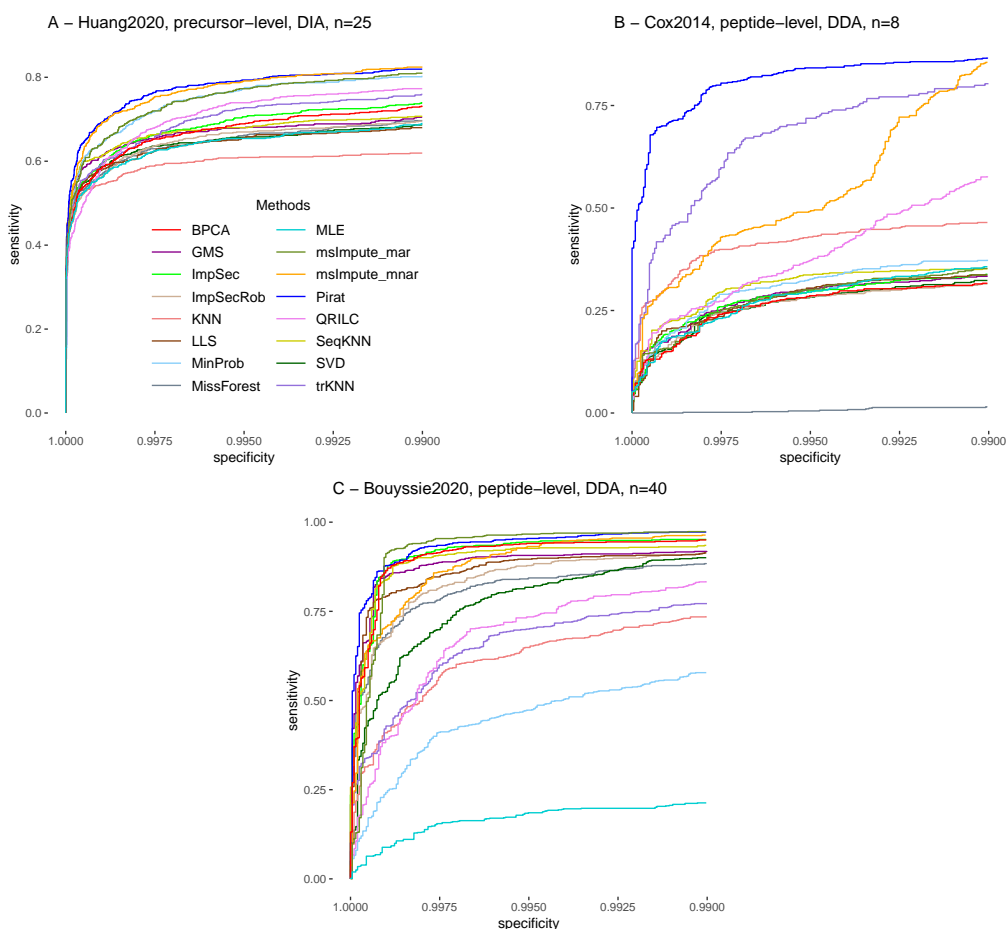 A – Huang2020, precursor–level, DIA, n=25
0.8
0.6
0.4
0.2
0.0
sensitivity
1.0000 0.9975 0.9950 0.9925 0.9900
specificity
Methods
BPCA
GMS
ImpSec
ImpSecRob
KNN
LLS
MinProb
MissForest
MLE
msImpute_mar
msImpute_mnar
Pirat
QRILC
SeqKNN
SVD
trKNN
B – Cox2014, peptide–level, DDA, n=8
0.75
0.50
0.25
0.00
sensitivity
1.0000 0.9975 0.9950 0.9925 0.9900
specificity
C – Bouyssie2020, peptide–level, DDA, n=40
1.00
0.75
0.50
0.25
0.00
sensitivity
1.0000 0.9975 0.9950 0.9925 0.9900
specificity